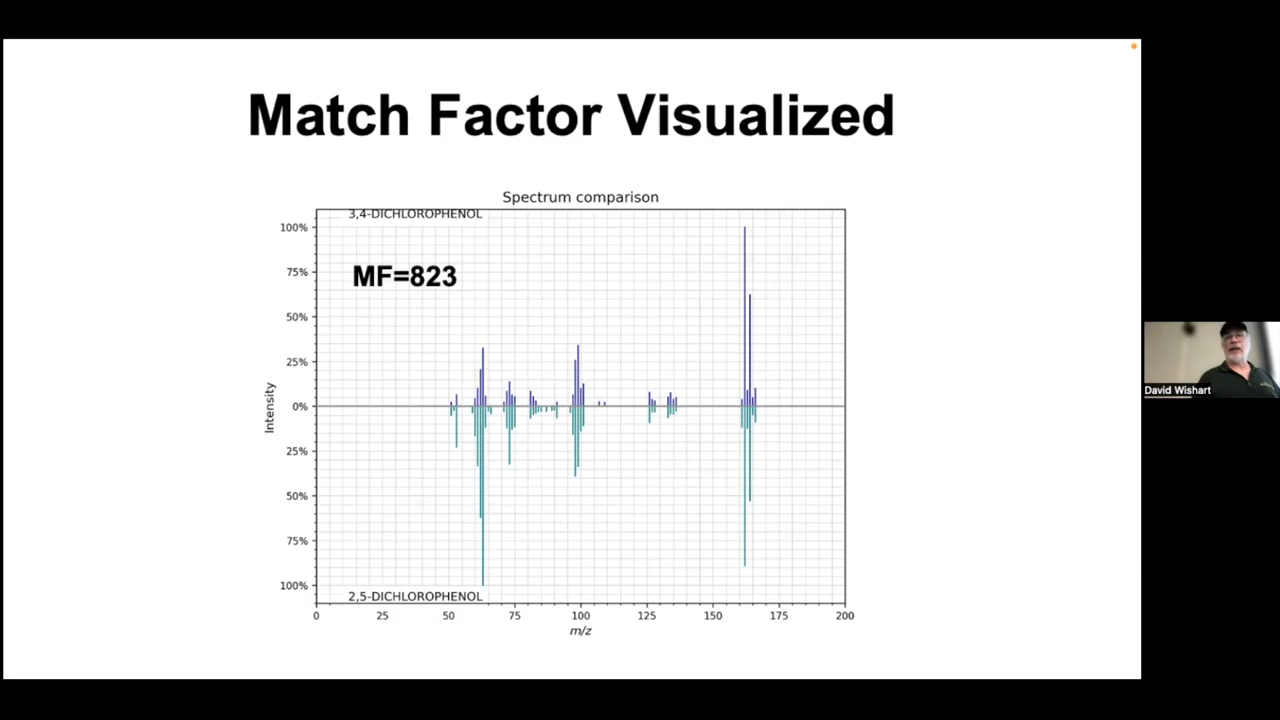 Match Factor Visualized
Spectrum comparison
3,4-DICHLOROPHENOL
MF=823
100%
75%
50%
25%
0%
25%
50%
75%
100%
Intensity
2,5-DICHLOROPHENOL
0 25 50 75 100 125 150 175 200
m/z
David Wishart